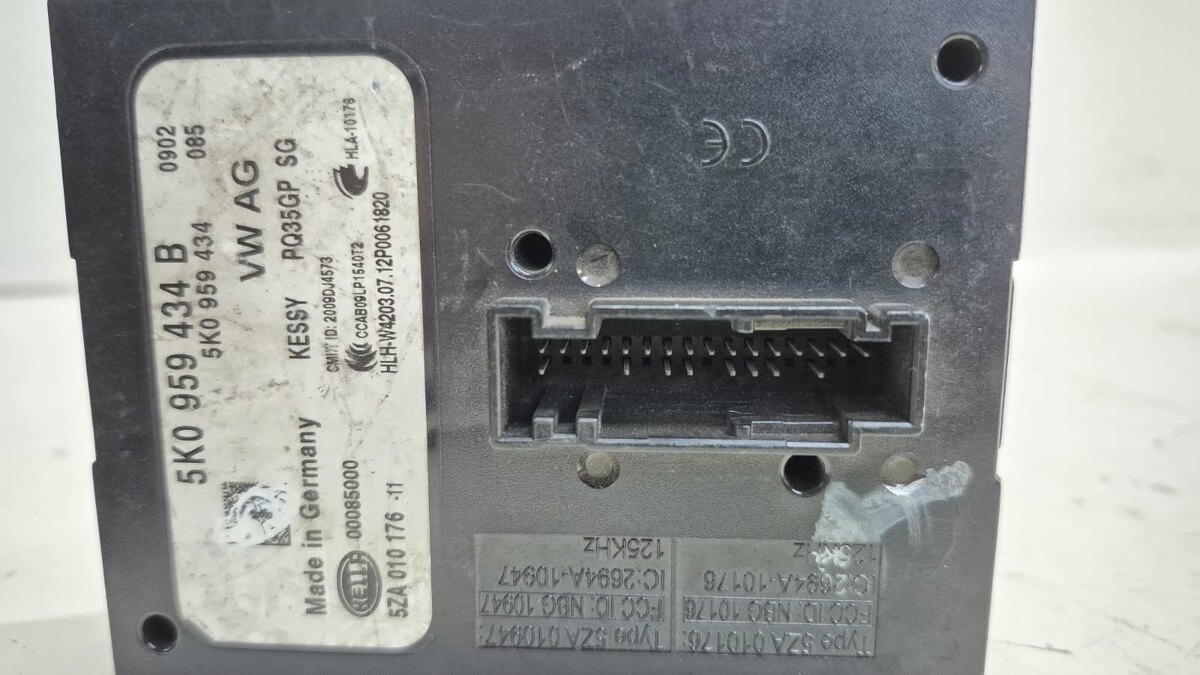 5K0 959 434 B
0902
5K0 959 434
085
VW AG
KESSY PQ35GP SG
CMIIT ID: 2009DJ4573
CCAB09LP1540T2
HLA-10176
HLH-W4203.07.12P0061820
Made in Germany
00085000
HELLA
5ZA 010 176 -11
CE
Type 5ZA 010176:
FCC ID: NBG 10176
IC:2694A-10176
125KHz
Type 5ZA 010947:
FCC ID: NBG 10947
IC:2694A-10947
125KHz